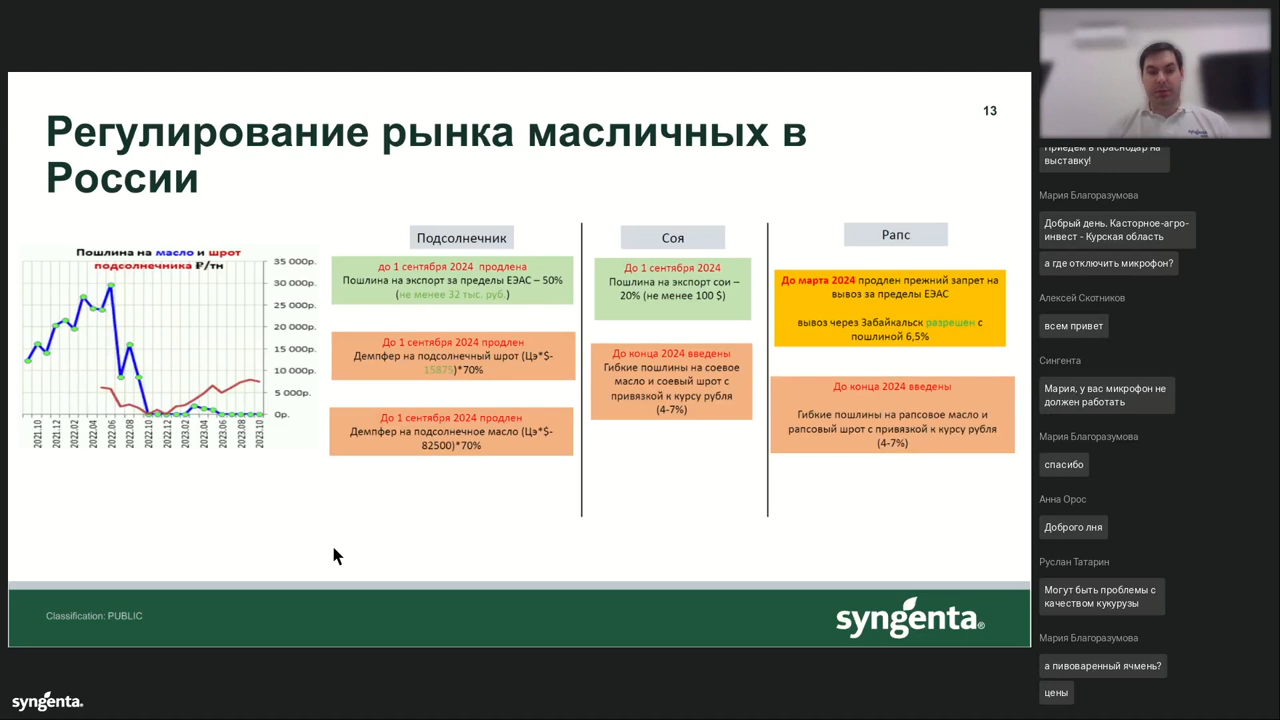 13
Регулирование рынка масличных в
России
Пошлина на масло и шрот
подсолнечника ₽/тн
35 000р.
30 000р.
25 000р.
20 000р.
15 000р.
10 000р.
5 000р.
0р.
2021.10
2021.12
2022.02
2022.04
2022.06
2022.08
2022.10
2022.12
2023.02
2023.04
2023.06
2023.08
2023.10
Подсолнечник
до 1 сентября 2024 продлена
Пошлина на экспорт за пределы ЕЭАС – 50%
(не менее 32 тыс. руб.)
До 1 сентября 2024 продлен
Демпфер на подсолнечный шрот (Цэ*$-
15875)*70%
До 1 сентября 2024 продлен
Демпфер на подсолнечное масло (Цэ*$-
82500)*70%
Соя
До 1 сентября 2024
Пошлина на экспорт сои –
20% (не менее 100 $)
До конца 2024 введены
Гибкие пошлины на соевое
масло и соевый шрот с
привязкой к курсу рубля
(4-7%)
Рапс
До марта 2024 продлен прежний запрет на
вывоз за пределы ЕЭАС
вывоз через Забайкальск разрешен с
пошлиной 6,5%
До конца 2024 введены
Гибкие пошлины на рапсовое масло и
рапсовый шрот с привязкой к курсу рубля
(4-7%)
Classification: PUBLIC
syngenta®
syngenta.
Приедем в Краснодар на
выставку!
Мария Благоразумова
Добрый день. Касторное-агро-
инвест - Курская область
а где отключить микрофон?
Алексей Скотников
всем привет
Сингента
Мария, у вас микрофон не
должен работать
Мария Благоразумова
спасибо
Анна Орос
Доброго лня
Руслан Татарин
Могут быть проблемы с
качеством кукурузы
Мария Благоразумова
а пивоваренный ячмень?
цены